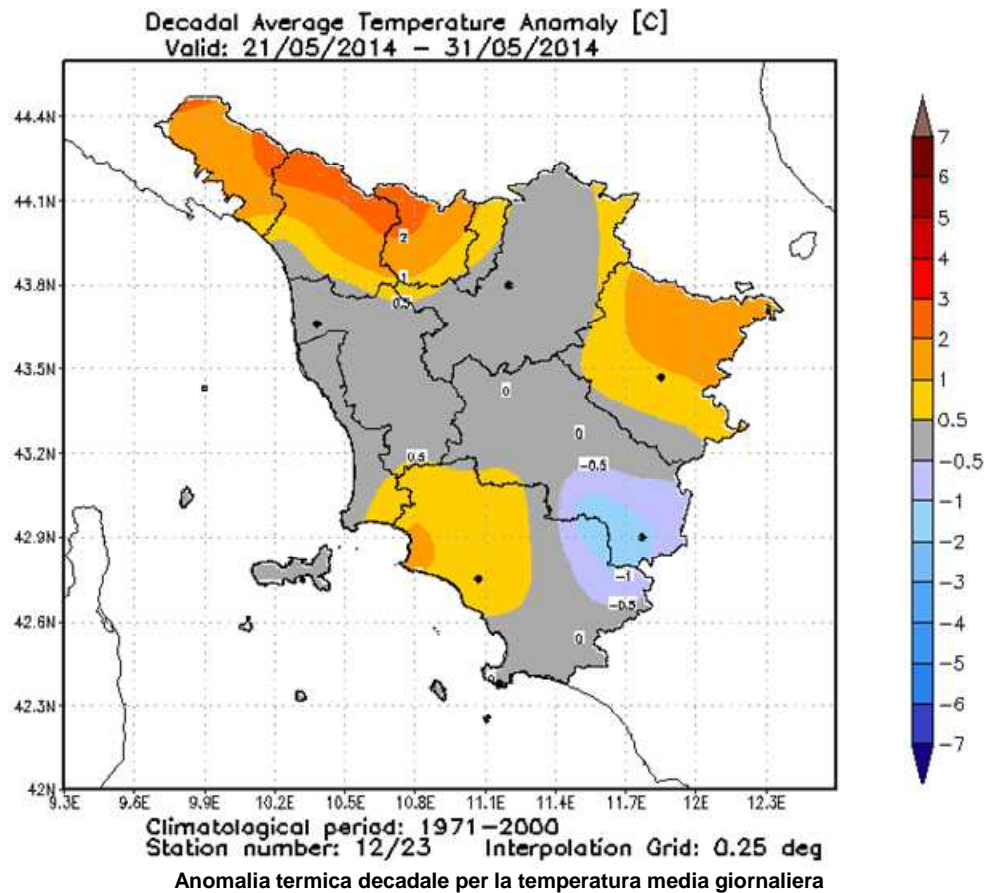 Decadal Average Temperature Anomaly [C]
Valid: 21/05/2014 – 31/05/2014
44.4N
44.1N
43.8N
43.5N
43.2N
42.9N
42.6N
42.3N
42N
9.3E 9.6E 9.9E 10.2E 10.5E 10.8E 11.1E 11.4E 11.7E 12E 12.3E
2
1
0.5
0
0
0.5
-0.5
-1
-0.5
0
7
6
5
4
3
2
1
0.5
-0.5
-1
-2
-3
-4
-5
-6
-7
Climatological period: 1971-2000
Station number: 12/23 Interpolation Grid: 0.25 deg
Anomalia termica decadale per la temperatura media giornaliera